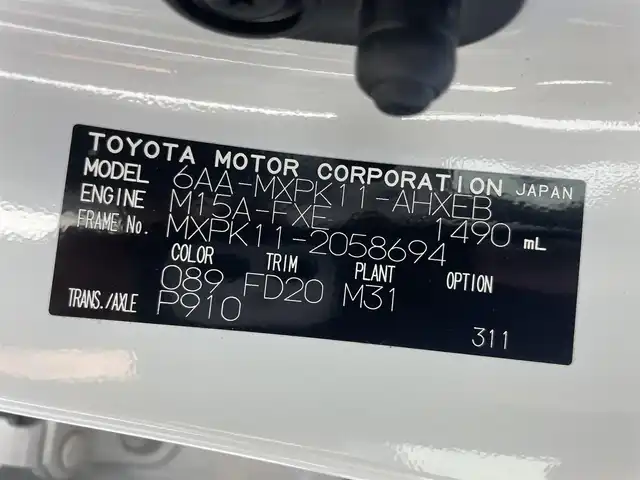 TOYOTA MOTOR CORPORATION JAPAN
MODEL 6AA-MXPK11-AHXEB
ENGINE M15A-FXE 1490 mL
FRAME No. MXPK11-2058694
COLOR TRIM PLANT OPTION
089 FD20 M31
TRANS./AXLE P910
311